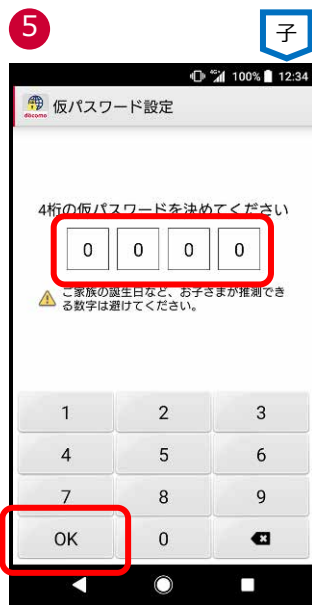 5
子
4G 100% 12:34
docomo 仮パスワード設定
4桁の仮パスワードを決めてください
0 0 0 0
ご家族の誕生日など、お子さまが推測でき
る数字は避けてください。
1 2 3
4 5 6
7 8 9
OK 0